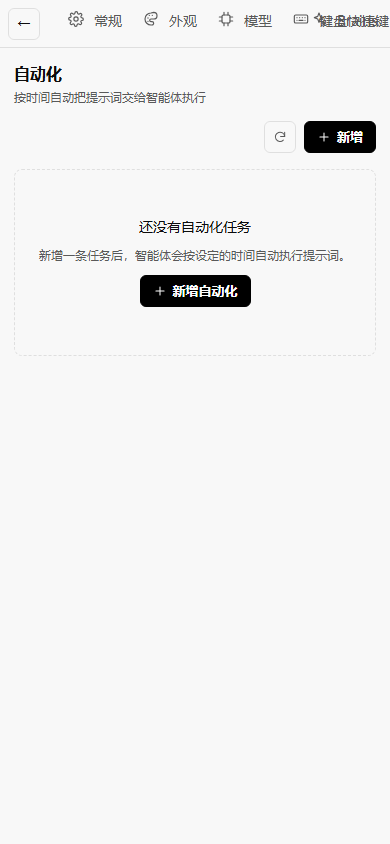 ← 常规 外观 模型
自动化
按时间自动把提示词交给智能体执行
+ 新增
还没有自动化任务
新增一条任务后，智能体会按设定的时间自动执行提示词。
+ 新增自动化